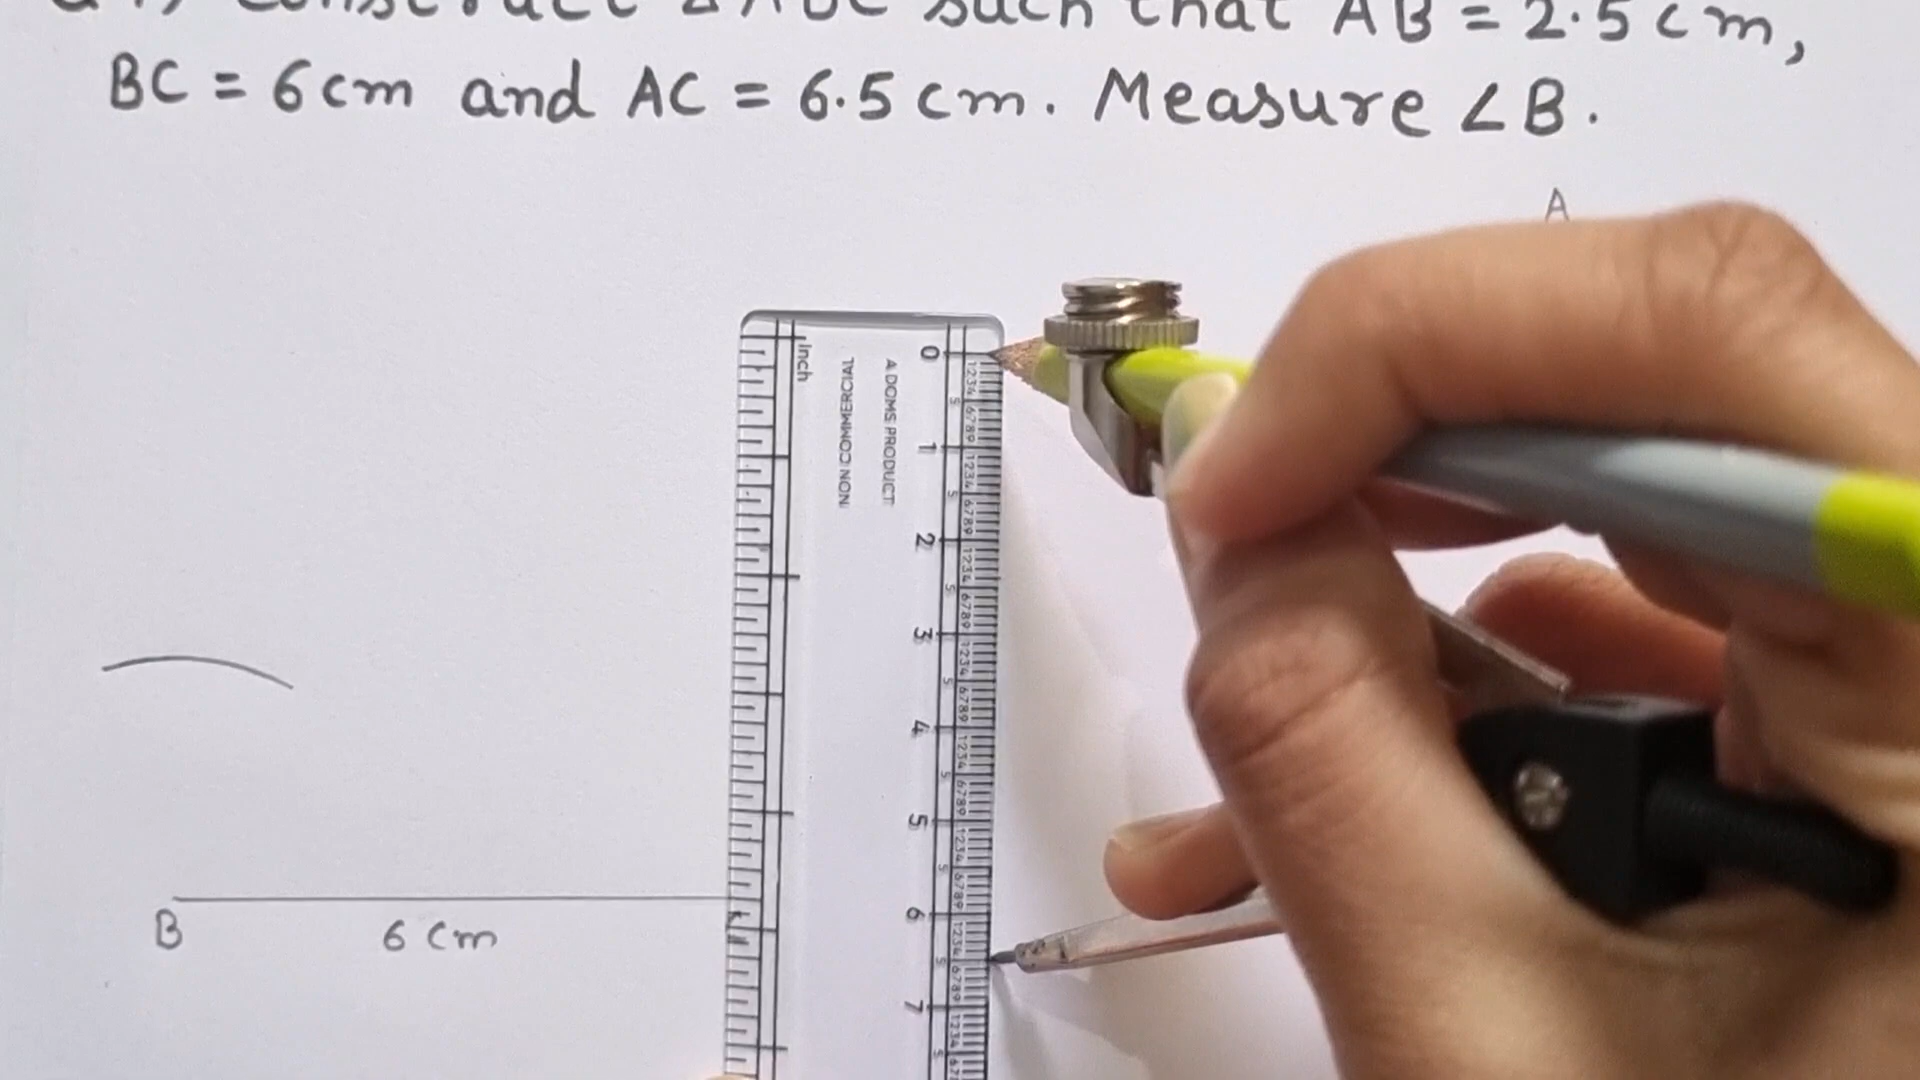 Construct △ABC such that AB = 2.5 cm,
BC = 6 cm and AC = 6.5 cm. Measure ∠B.
A
Inch
NON COMMERCIAL
A DOMS PRODUCT
0
1
2
3
4
5
6
7
B
6 cm